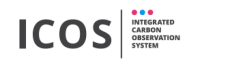 ICOS
INTEGRATED
CARBON
OBSERVATION
SYSTEM